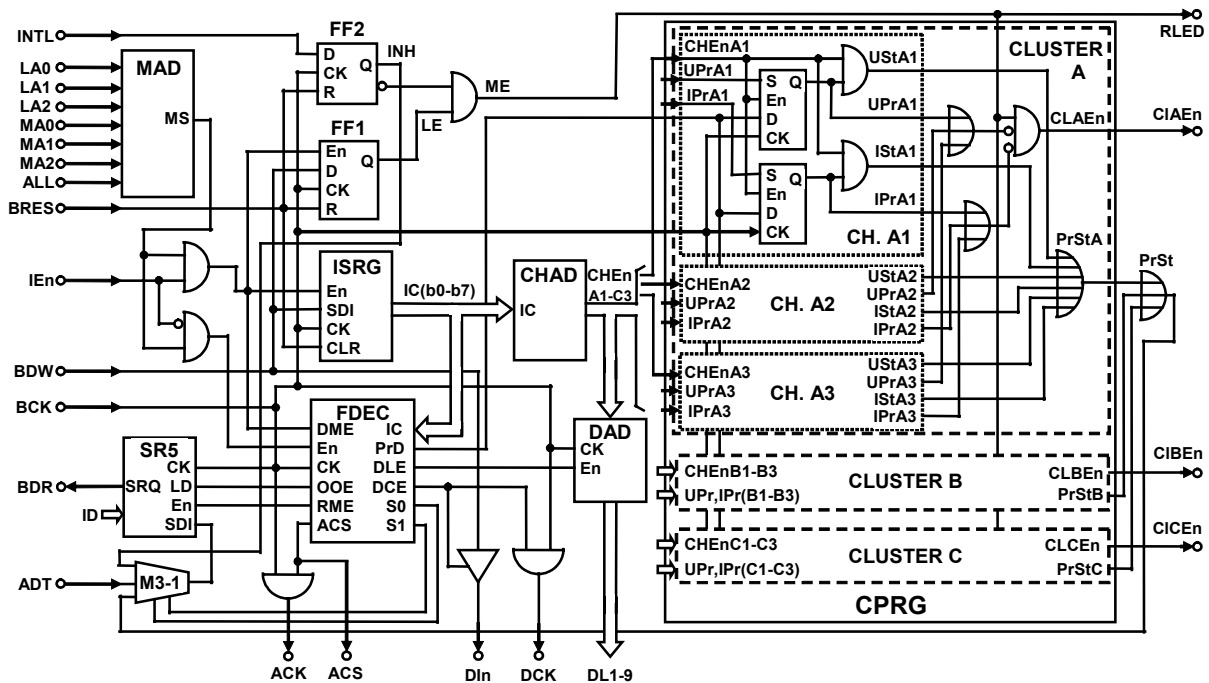 INTL
LA0
LA1
LA2
MA0
MA1
MA2
ALL
BRES
IEn
BDW
BCK
BDR
ID
ADT
MAD
MS
FF2
D
CK
R
Q
INH
FF1
En
D
CK
R
Q
LE
ME
ISRG
En
SDI
CK
CLR
IC(b0-b7)
CHAD
IC
CHEn
A1-C3
FDEC
DME
En
CK
OOE
RME
ACS
IC
PrD
DLE
DCE
S0
S1
SR5
CK
SRQ
LD
En
SDI
M3-1
DAD
CK
En
ACK
ACS
DIn
DCK
DL1-9
CHEnA1
UPrA1
IPrA1
S
Q
En
D
CK
S
Q
En
D
CK
CH. A1
UStA1
UPrA1
IStA1
IPrA1
CLUSTER
A
CLAEn
PrStA
PrSt
CHEnA2
UPrA2
IPrA2
CH. A2
UStA2
UPrA2
IStA2
IPrA2
CHEnA3
UPrA3
IPrA3
CH. A3
UStA3
UPrA3
IStA3
IPrA3
CHEnB1-B3
UPr,IPr(B1-B3)
CLUSTER B
CLBEn
PrStB
CHEnC1-C3
UPr,IPr(C1-C3)
CLUSTER C
CLCEn
PrStC
CPRG
RLED
CIAEn
CIBEn
CICEn